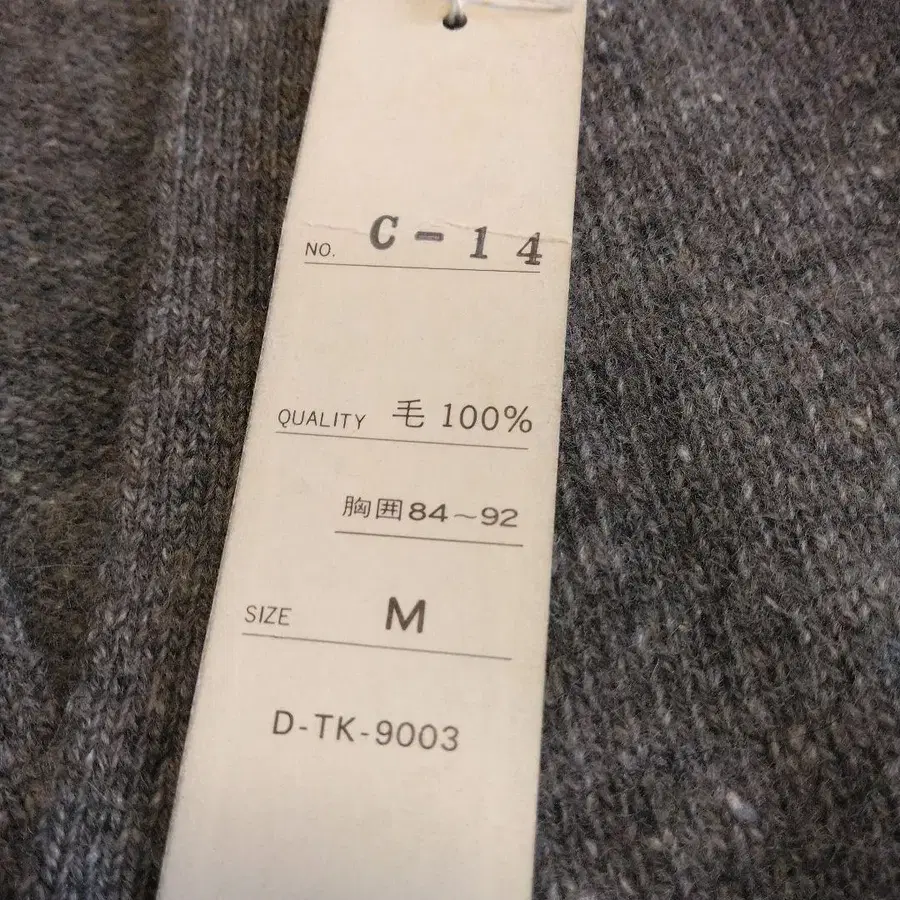 NO. C-14
QUALITY 毛 100%
胸囲84~92
SIZE M
D-TK-9003